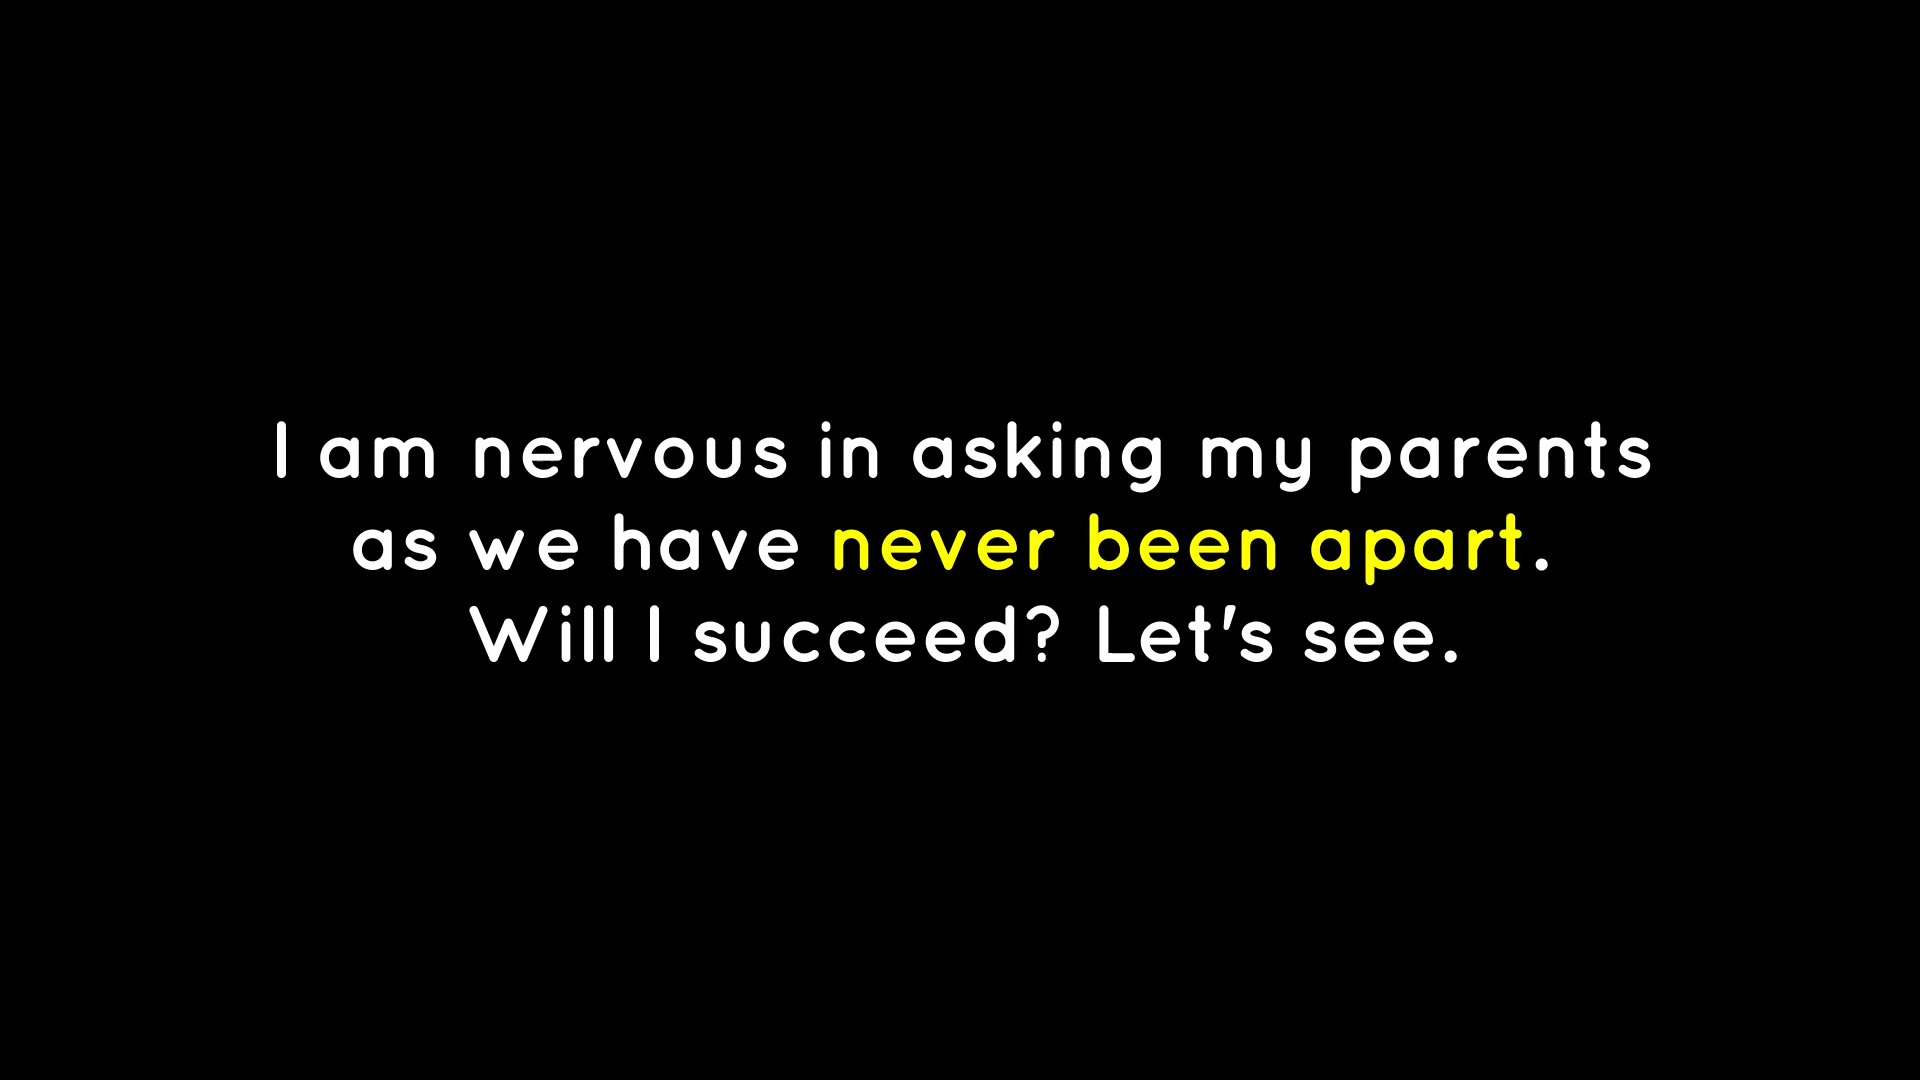 I am nervous in asking my parents
as we have never been apart.
Will I succeed? Let's see.